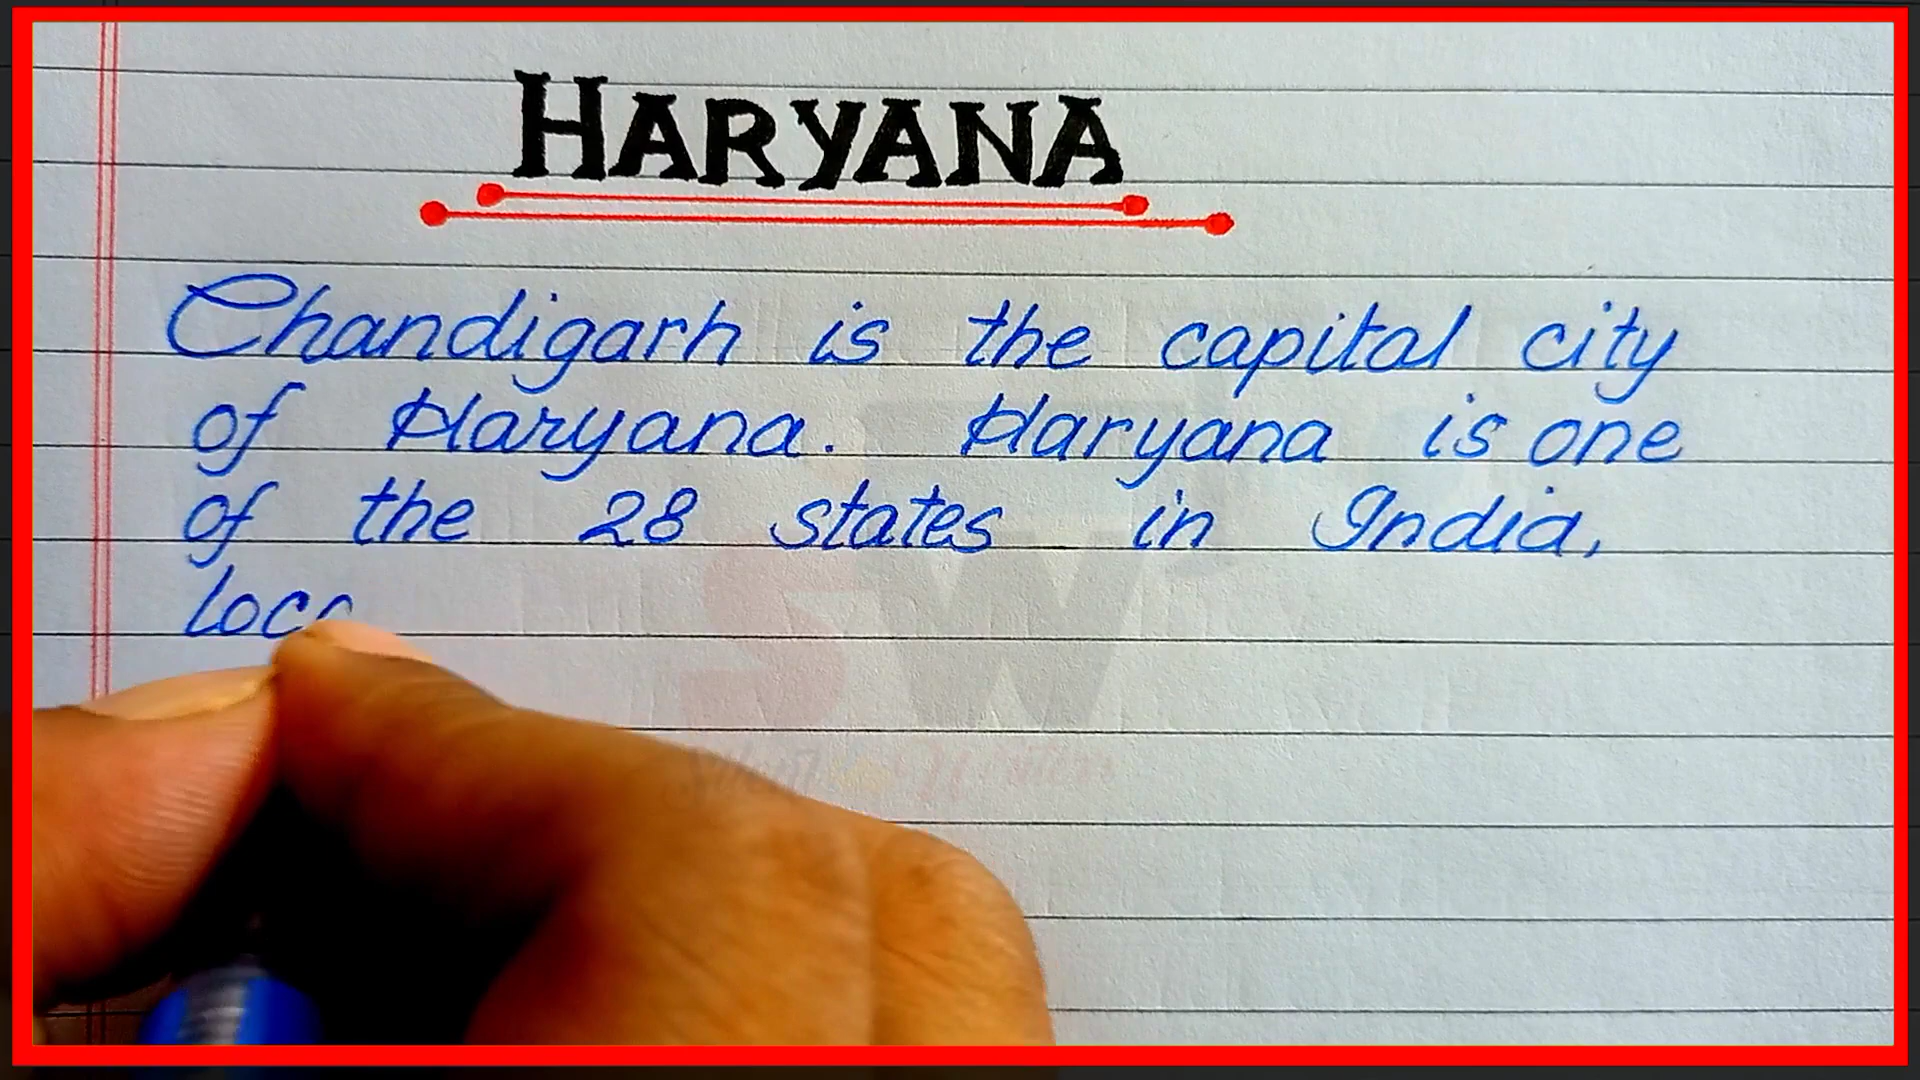 HARYANA
Chandigarh is the capital city
of Haryana. Haryana is one
of the 28 states in India,